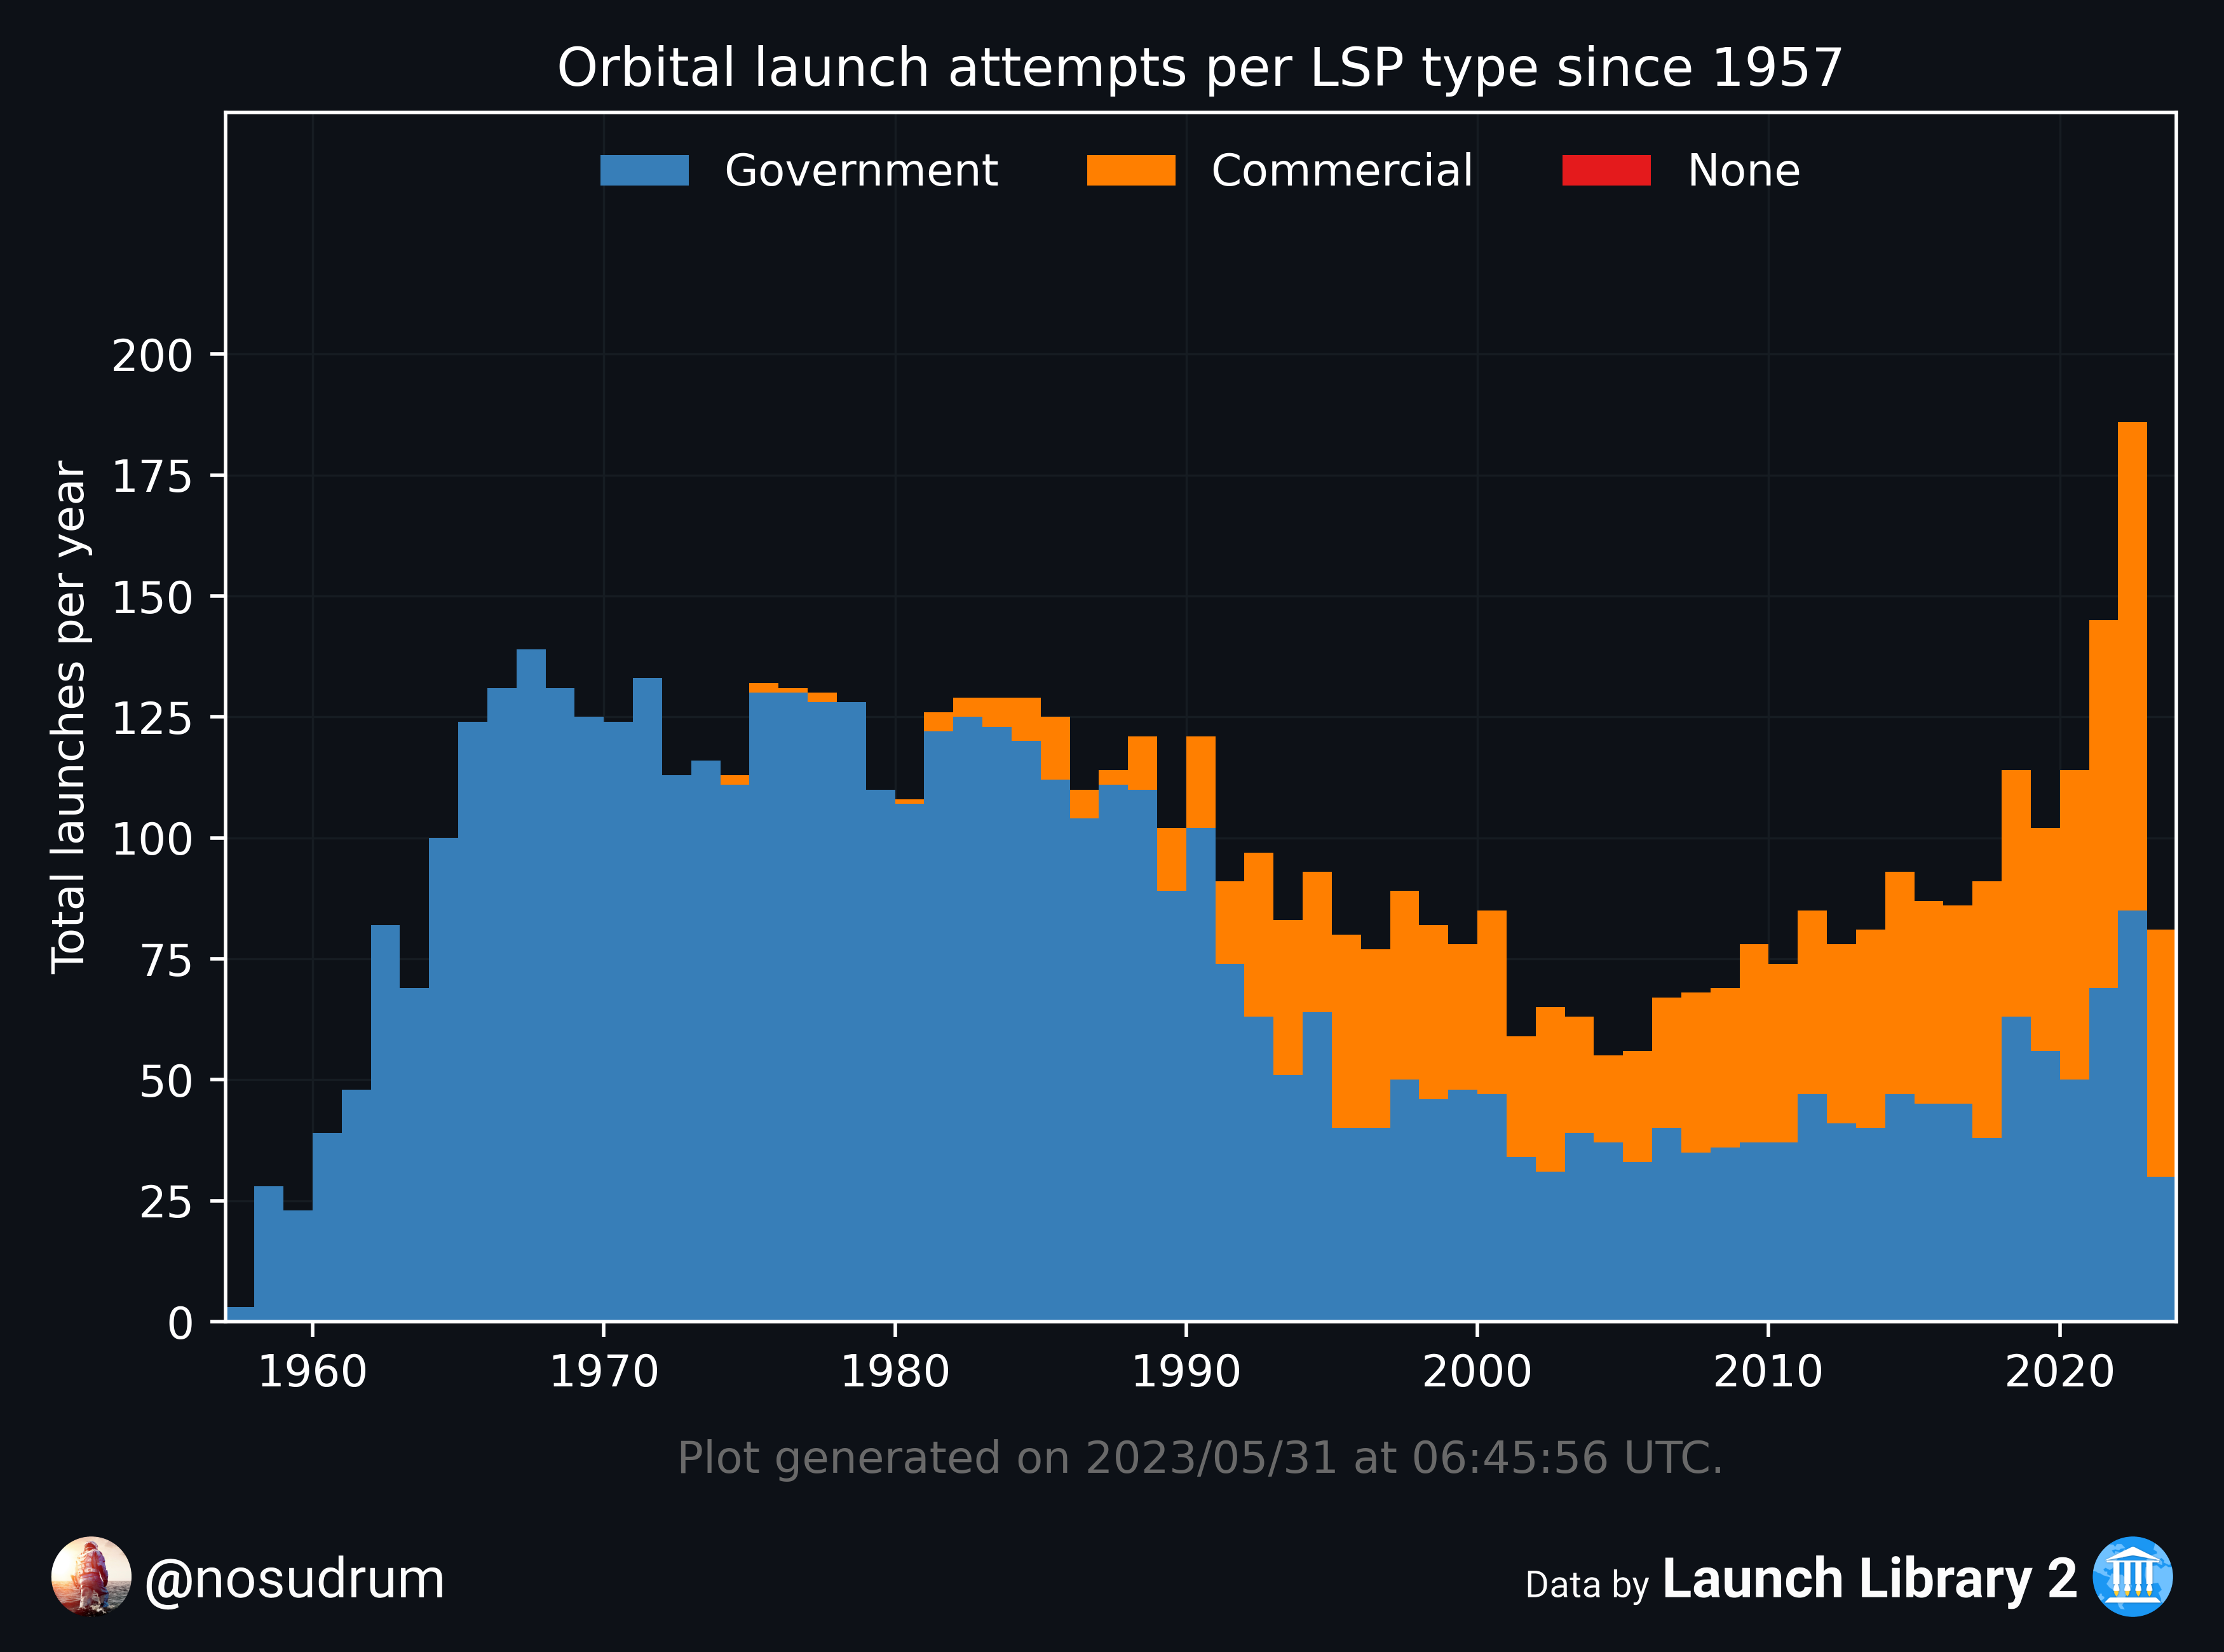 Orbital launch attempts per LSP type since 1957
Government Commercial None
Total launches per year
200
175
150
125
100
75
50
25
0
1960 1970 1980 1990 2000 2010 2020
Plot generated on 2023/05/31 at 06:45:56 UTC.
@nosudrum
Data by Launch Library 2